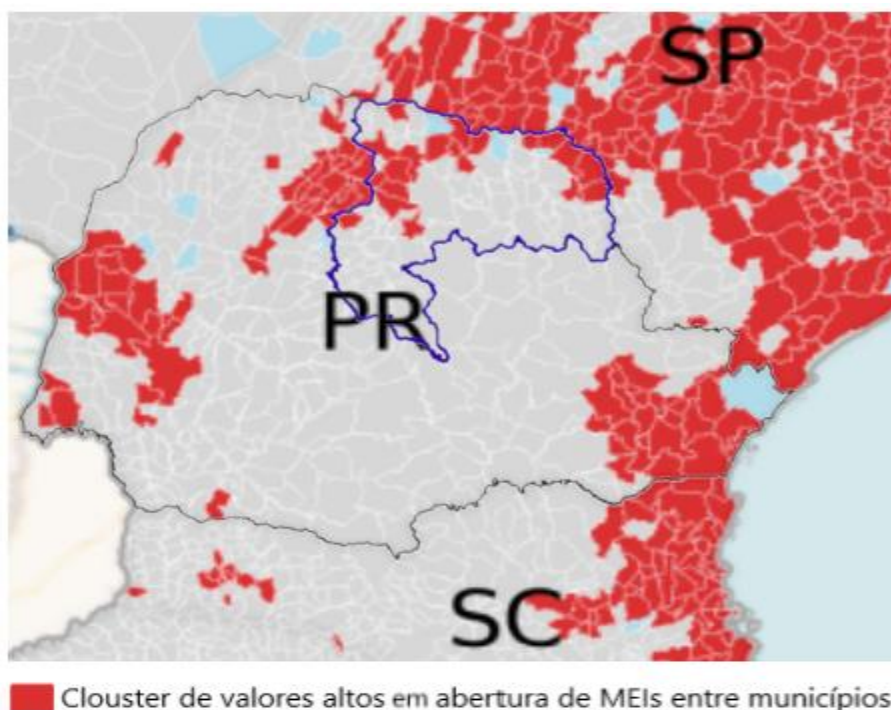 SP
PR
SC
Clouster de valores altos em abertura de MEIs entre municípios